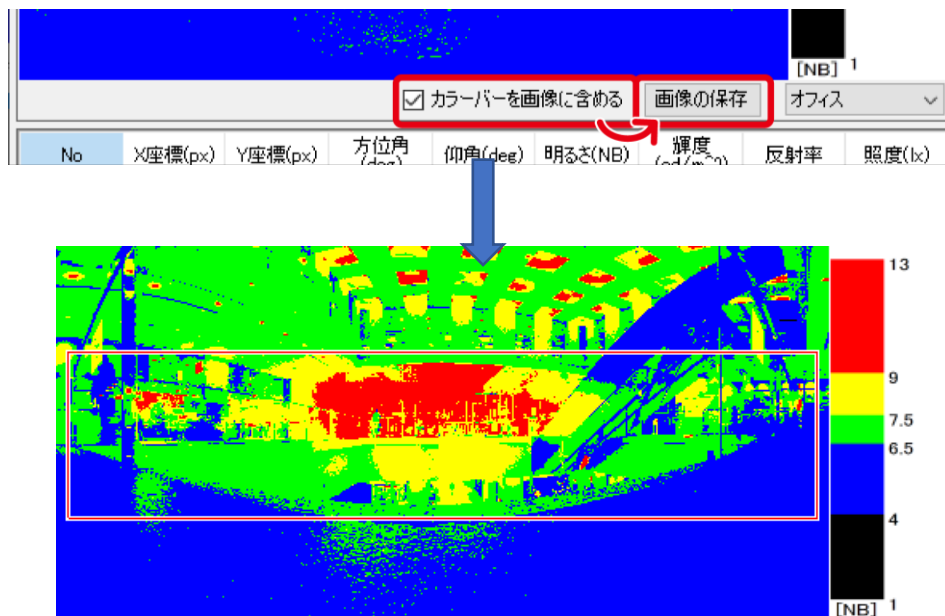 [NB] 1
カラーバーを画像に含める 画像の保存 オフィス
No X座標(px) Y座標(px) 方位角 仰角(deg) 明るさ(NB) 輝度 反射率 照度(lx)
(deg) (cd/m^2)
13
9
7.5
6.5
4
[NB] 1